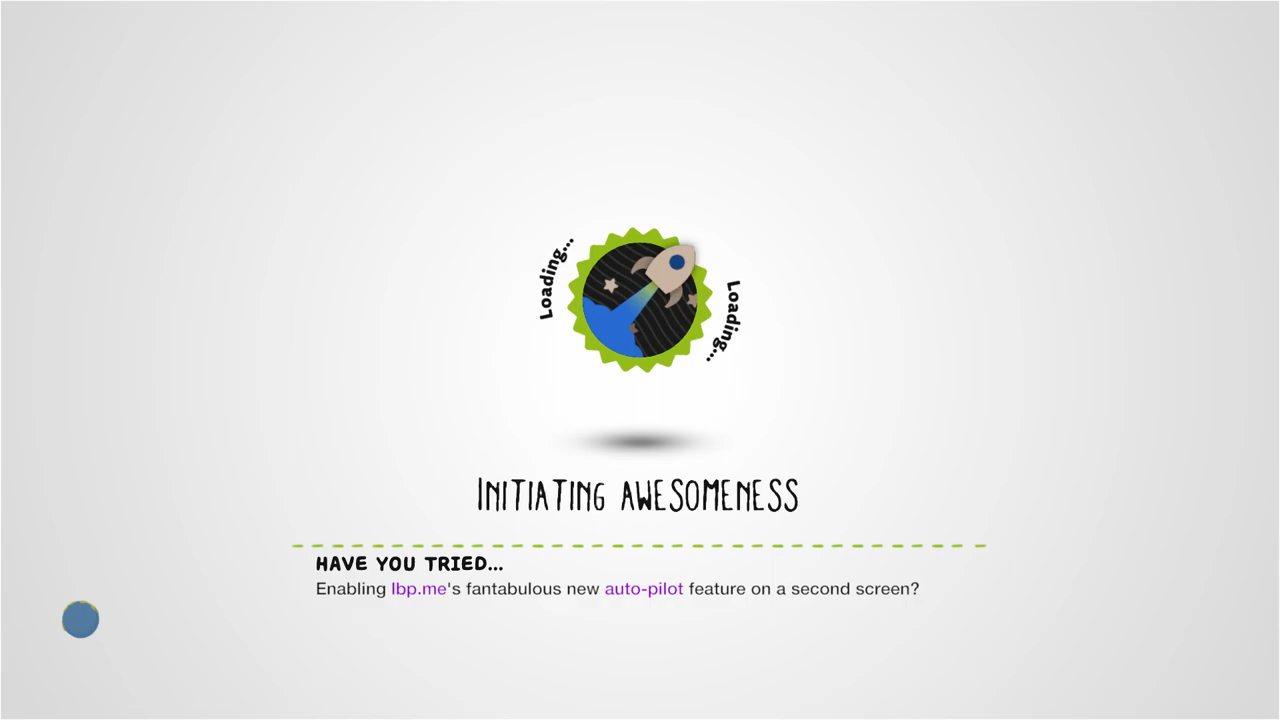 Loading...
Loading...
INITIATING AWESOMENESS
HAVE YOU TRIED...
Enabling lbp.me's fantabulous new auto-pilot feature on a second screen?